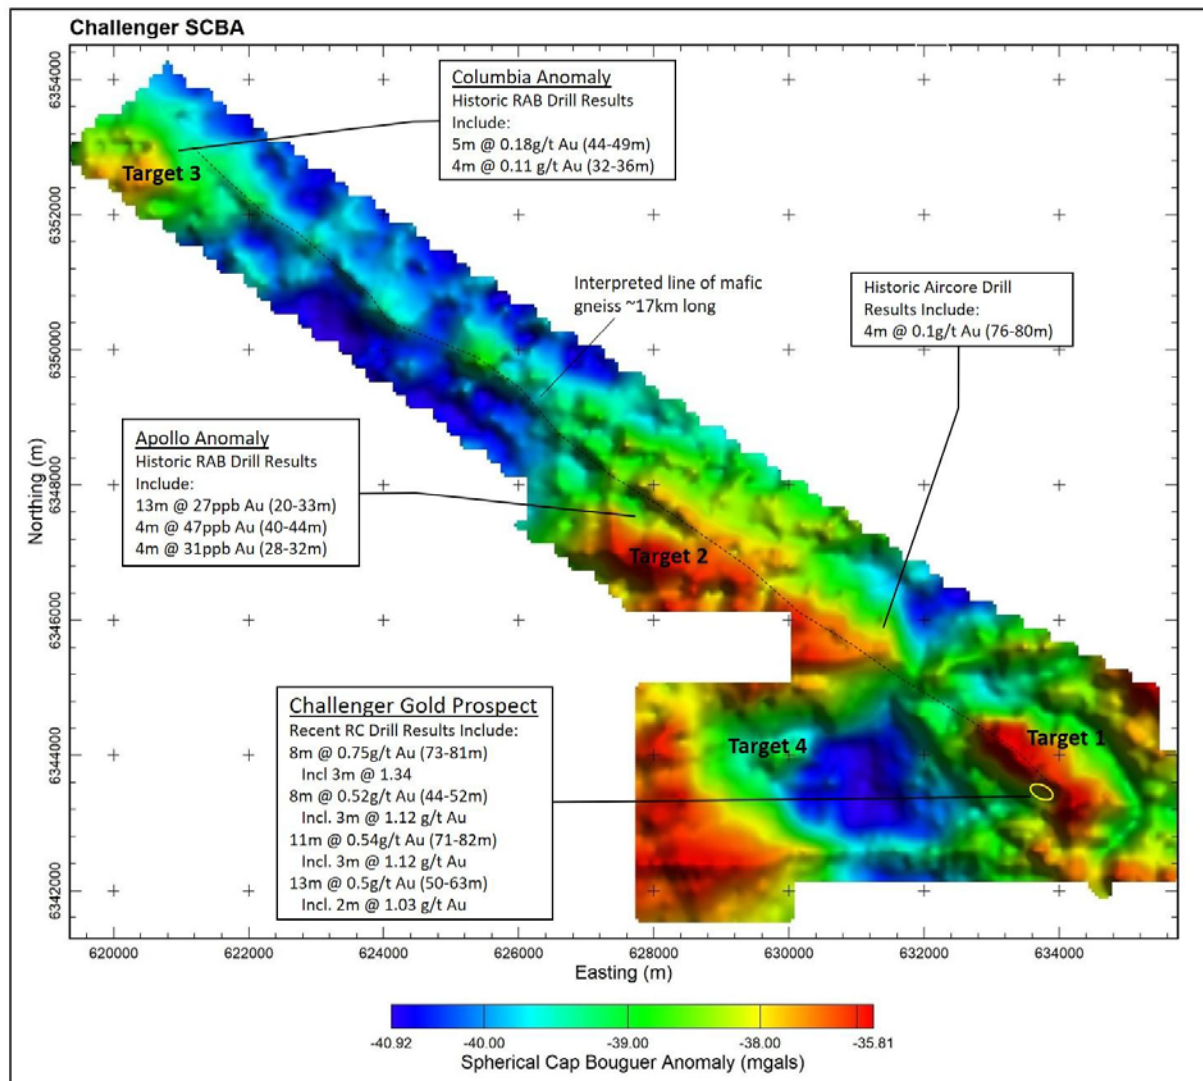 Challenger SCBA
Columbia Anomaly
Historic RAB Drill Results
Include:
5m @ 0.18g/t Au (44-49m)
4m @ 0.11 g/t Au (32-36m)
Target 3
Interpreted line of mafic
gneiss ~17km long
Historic Aircore Drill
Results Include:
4m @ 0.1g/t Au (76-80m)
Apollo Anomaly
Historic RAB Drill Results
Include:
13m @ 27ppb Au (20-33m)
4m @ 47ppb Au (40-44m)
4m @ 31ppb Au (28-32m)
Target 2
Challenger Gold Prospect
Recent RC Drill Results Include:
8m @ 0.75g/t Au (73-81m)
Incl 3m @ 1.34
8m @ 0.52g/t Au (44-52m)
Incl. 3m @ 1.12 g/t Au
11m @ 0.54g/t Au (71-82m)
Incl. 3m @ 1.12 g/t Au
13m @ 0.5g/t Au (50-63m)
Incl. 2m @ 1.03 g/t Au
Target 4
Target 1
Northing (m)
6354000
6352000
6350000
6348000
6346000
6344000
6342000
620000 622000 624000 626000 628000 630000 632000 634000
Easting (m)
-40.92 -40.00 -39.00 -38.00 -35.81
Spherical Cap Bouguer Anomaly (mgals)